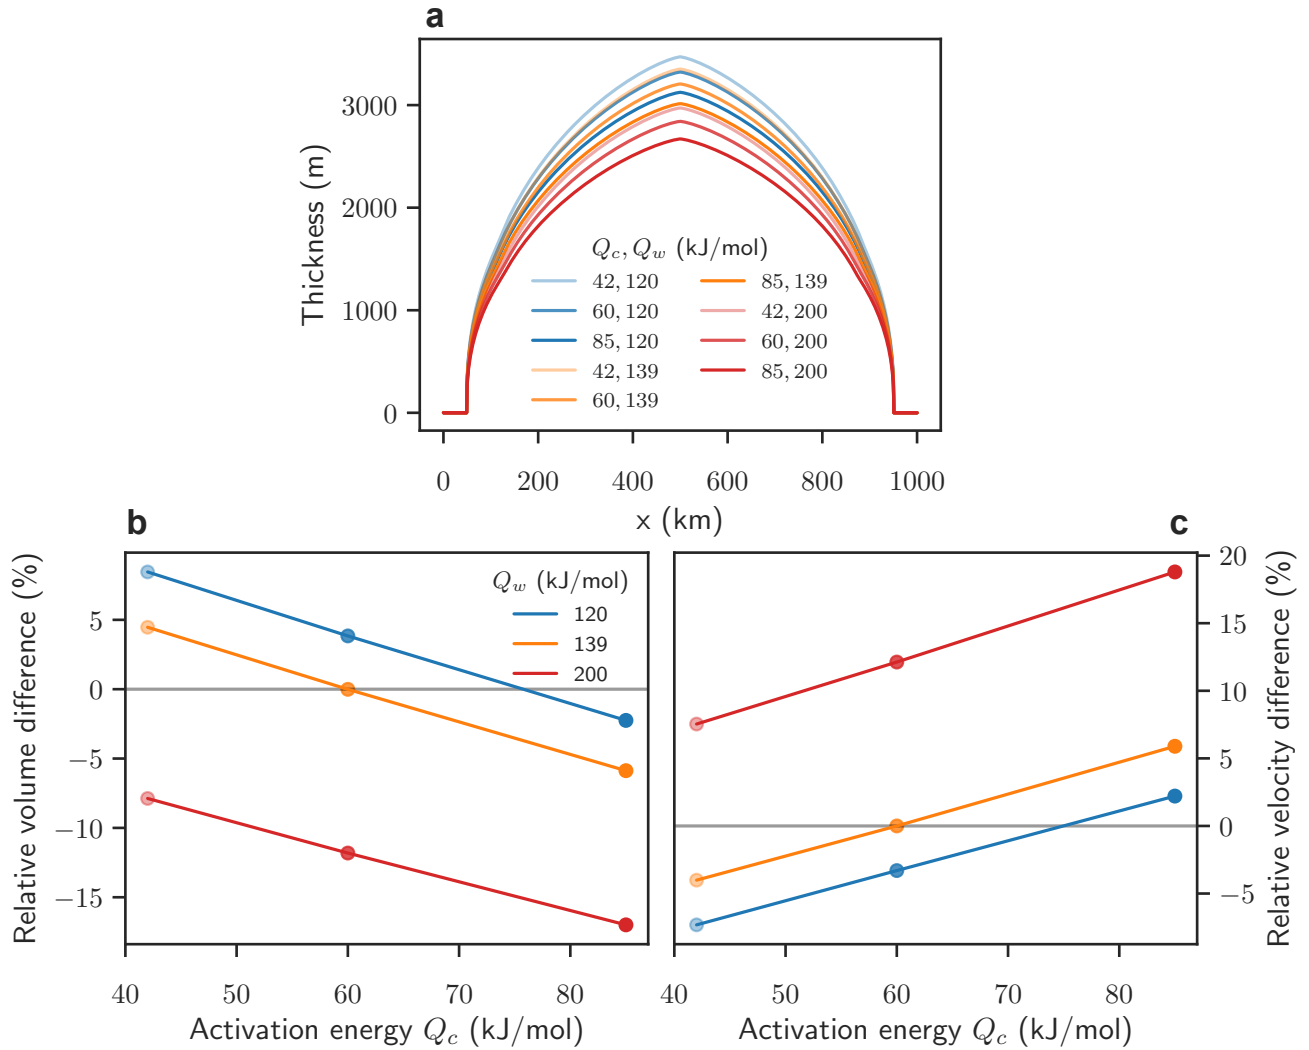 a
Thickness (m)
3000
2000
1000
0
Q_c, Q_w (kJ/mol)
42, 120
60, 120
85, 120
42, 139
60, 139
85, 139
42, 200
60, 200
85, 200
0 200 400 600 800 1000
x (km)
b
Relative volume difference (%)
5
0
−5
−10
−15
Q_w (kJ/mol)
120
139
200
40 50 60 70 80
Activation energy Q_c (kJ/mol)
c
20
15
10
5
0
−5
Relative velocity difference (%)
40 50 60 70 80
Activation energy Q_c (kJ/mol)